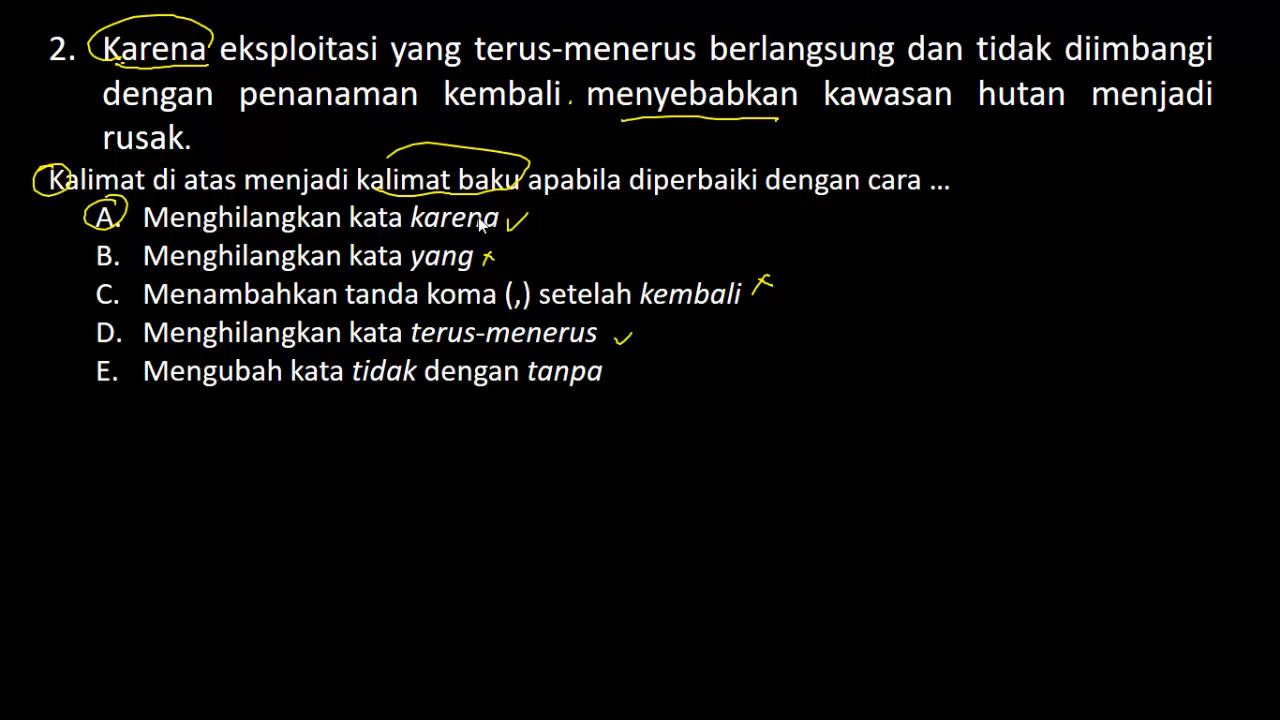 2. Karena eksploitasi yang terus-menerus berlangsung dan tidak diimbangi
dengan penanaman kembali menyebabkan kawasan hutan menjadi
rusak.
Kalimat di atas menjadi kalimat baku apabila diperbaiki dengan cara ...
A. Menghilangkan kata karena
B. Menghilangkan kata yang
C. Menambahkan tanda koma (,) setelah kembali
D. Menghilangkan kata terus-menerus
E. Mengubah kata tidak dengan tanpa